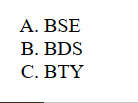 A. BSE
B. BDS
C. BTY